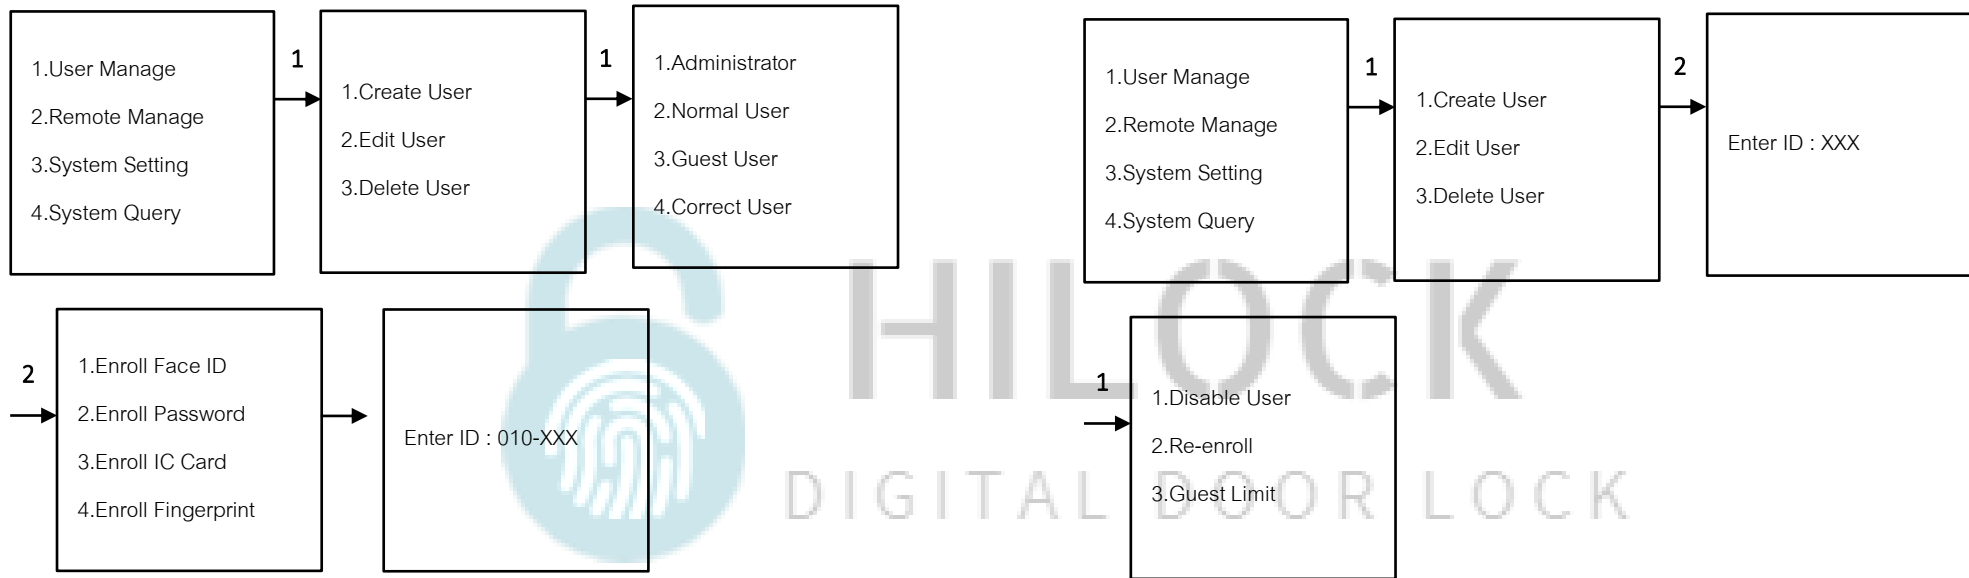 1.User Manage
2.Remote Manage
3.System Setting
4.System Query
1
1.Create User
2.Edit User
3.Delete User
1
1.Administrator
2.Normal User
3.Guest User
4.Correct User
2
1.Enroll Face ID
2.Enroll Password
3.Enroll IC Card
4.Enroll Fingerprint
Enter ID : 010-XXX
1.User Manage
2.Remote Manage
3.System Setting
4.System Query
1
1.Create User
2.Edit User
3.Delete User
2
Enter ID : XXX
1
1.Disable User
2.Re-enroll
3.Guest Limit
HILOCK
DIGITAL DOOR LOCK